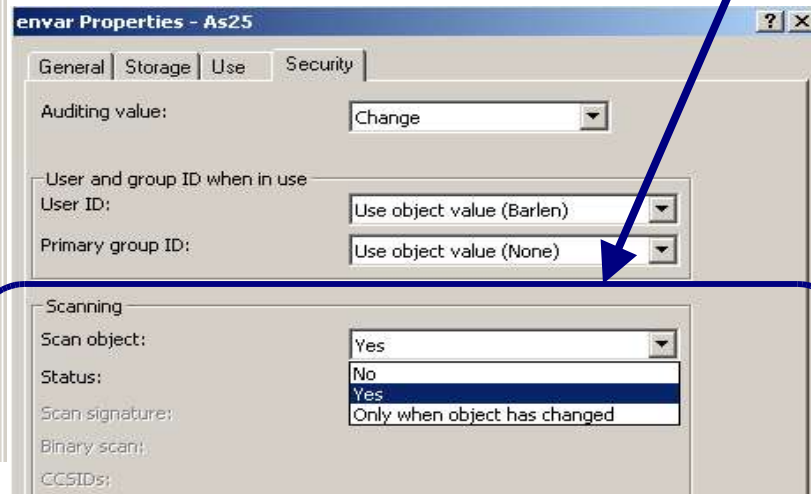 envar Properties - As25
General Storage Use Security
Auditing value: Change
User and group ID when in use
User ID: Use object value (Barlen)
Primary group ID: Use object value (None)
Scanning
Scan object: Yes
Status: No
Yes
Scan signature: Only when object has changed
Binary scan:
CCSIDs: